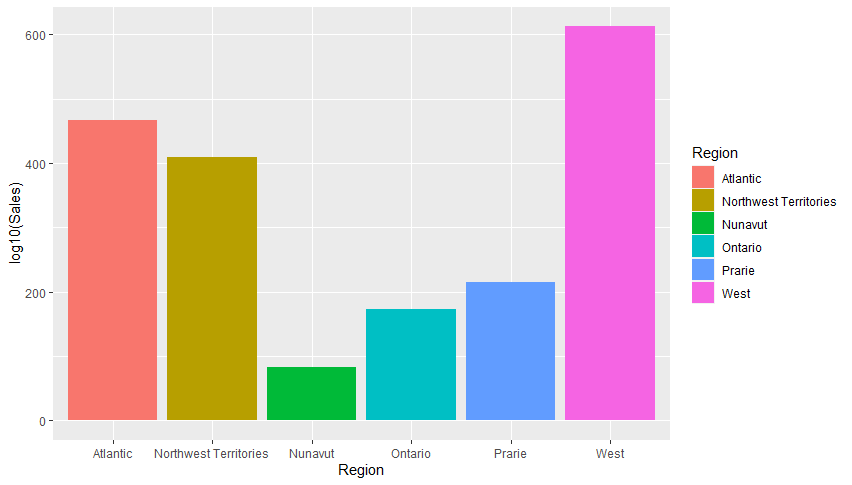 600
400
200
0
log10(Sales)
Atlantic
Northwest Territories
Nunavut
Ontario
Prarie
West
Region
Region
Atlantic
Northwest Territories
Nunavut
Ontario
Prarie
West